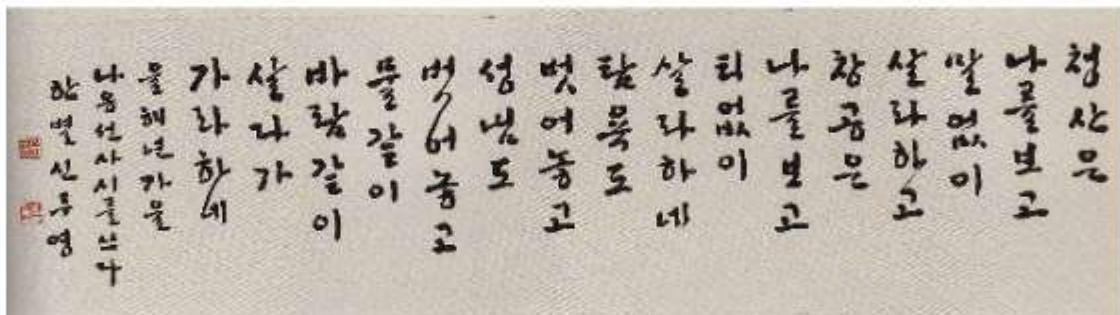 청산은
나를보고
말없이
살라하고
창공은
나를보고
티없이
살라하네
탐욕도
벗어놓고
성냄도
벗어놓고
물같이
바람같이
살다가
가라하네
을해년가을
나옹선사시를쓰다
한별신두영